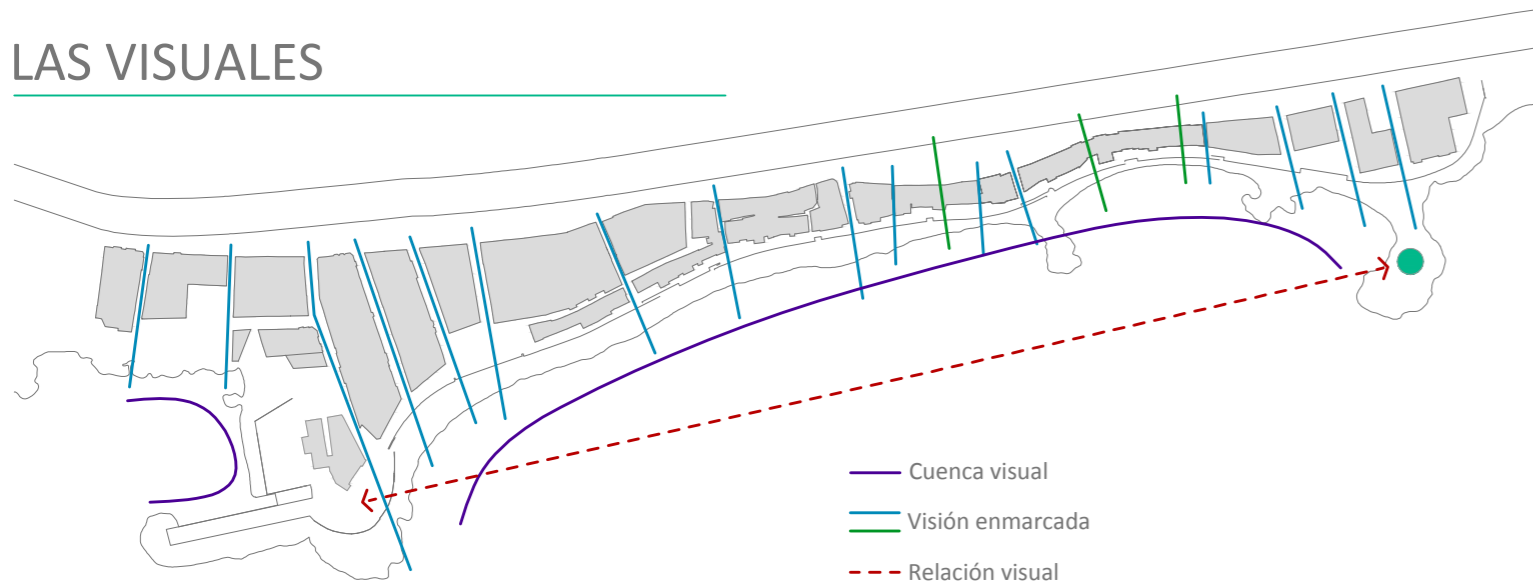 LAS VISUALES
Cuenca visual
Visión enmarcada
Relación visual